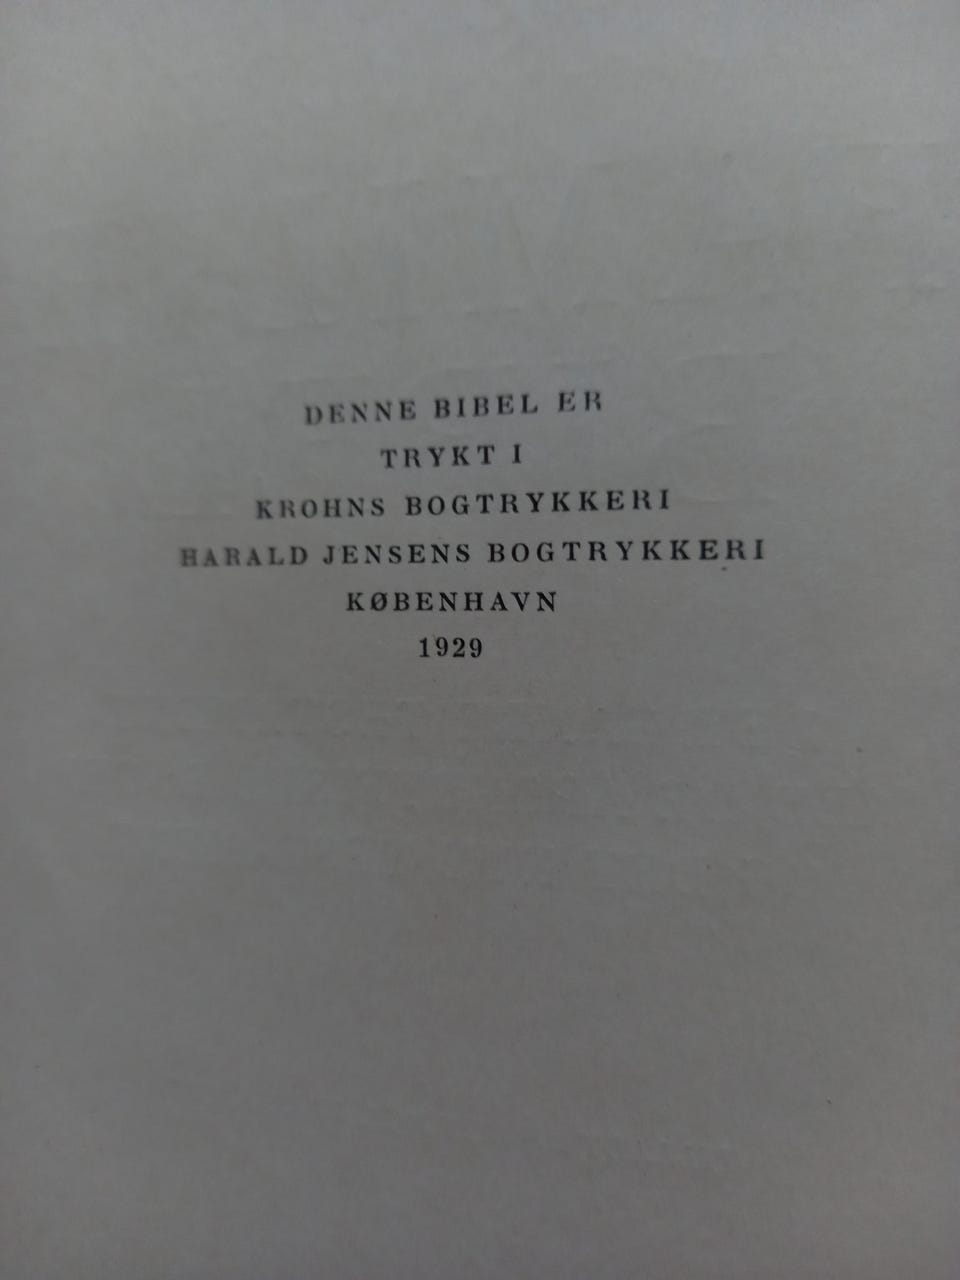 DENNE BIBEL ER
TRYKT I
KROHNS BOGTRYKKERI
HARALD JENSENS BOGTRYKKERI
KØBENHAVN
1929